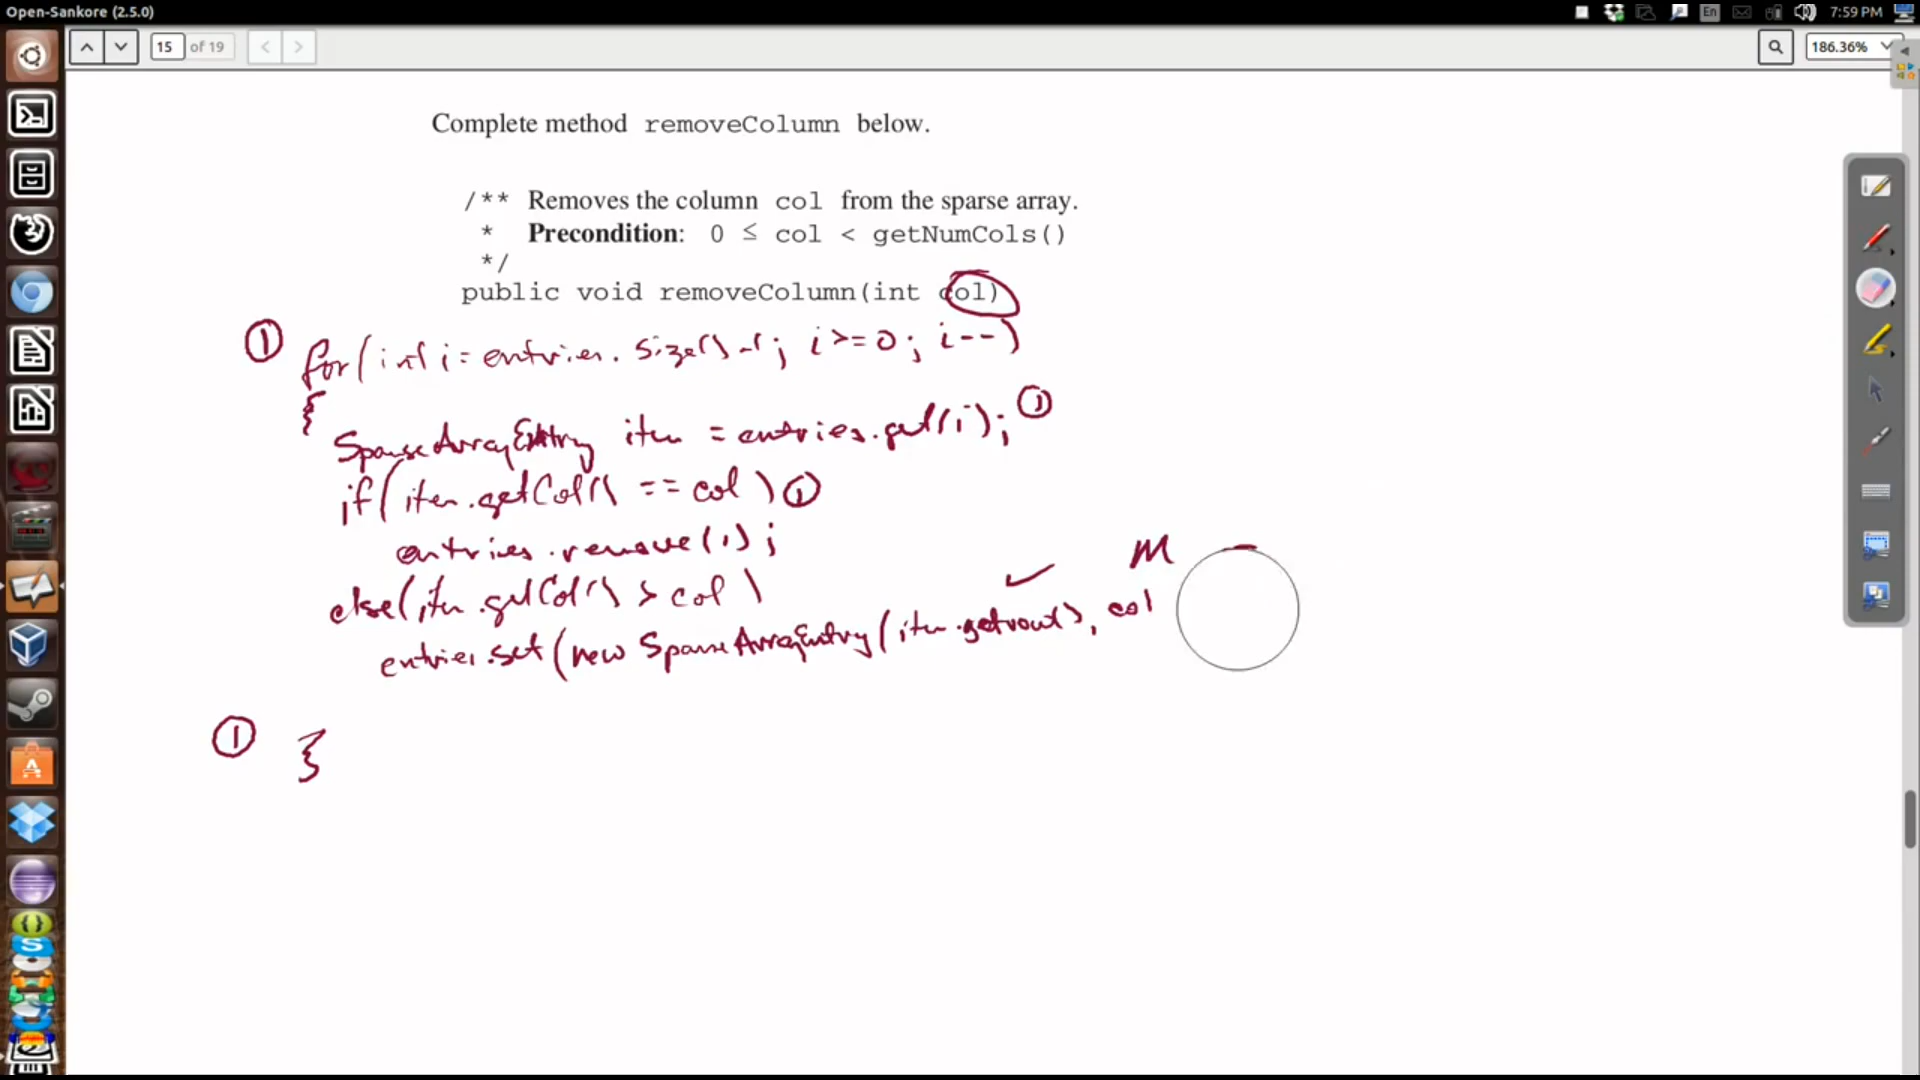 Open-Sankore (2.5.0)
En
7:59 PM
15 of 19
186.36%
Complete method removeColumn below.
/** Removes the column col from the sparse array.
* Precondition: 0 ≤ col < getNumCols()
*/
public void removeColumn(int col)
① for(int i = entries.size()-1; i>=0; i--)
{
SparseArrayEntry item = entries.get(i); ①
if(item.getCol() == col) ①
entries.remove(i);
else(item.getCol() > col)
M
entries.set(new SparseArrayEntry(item.getrow(), col
① }